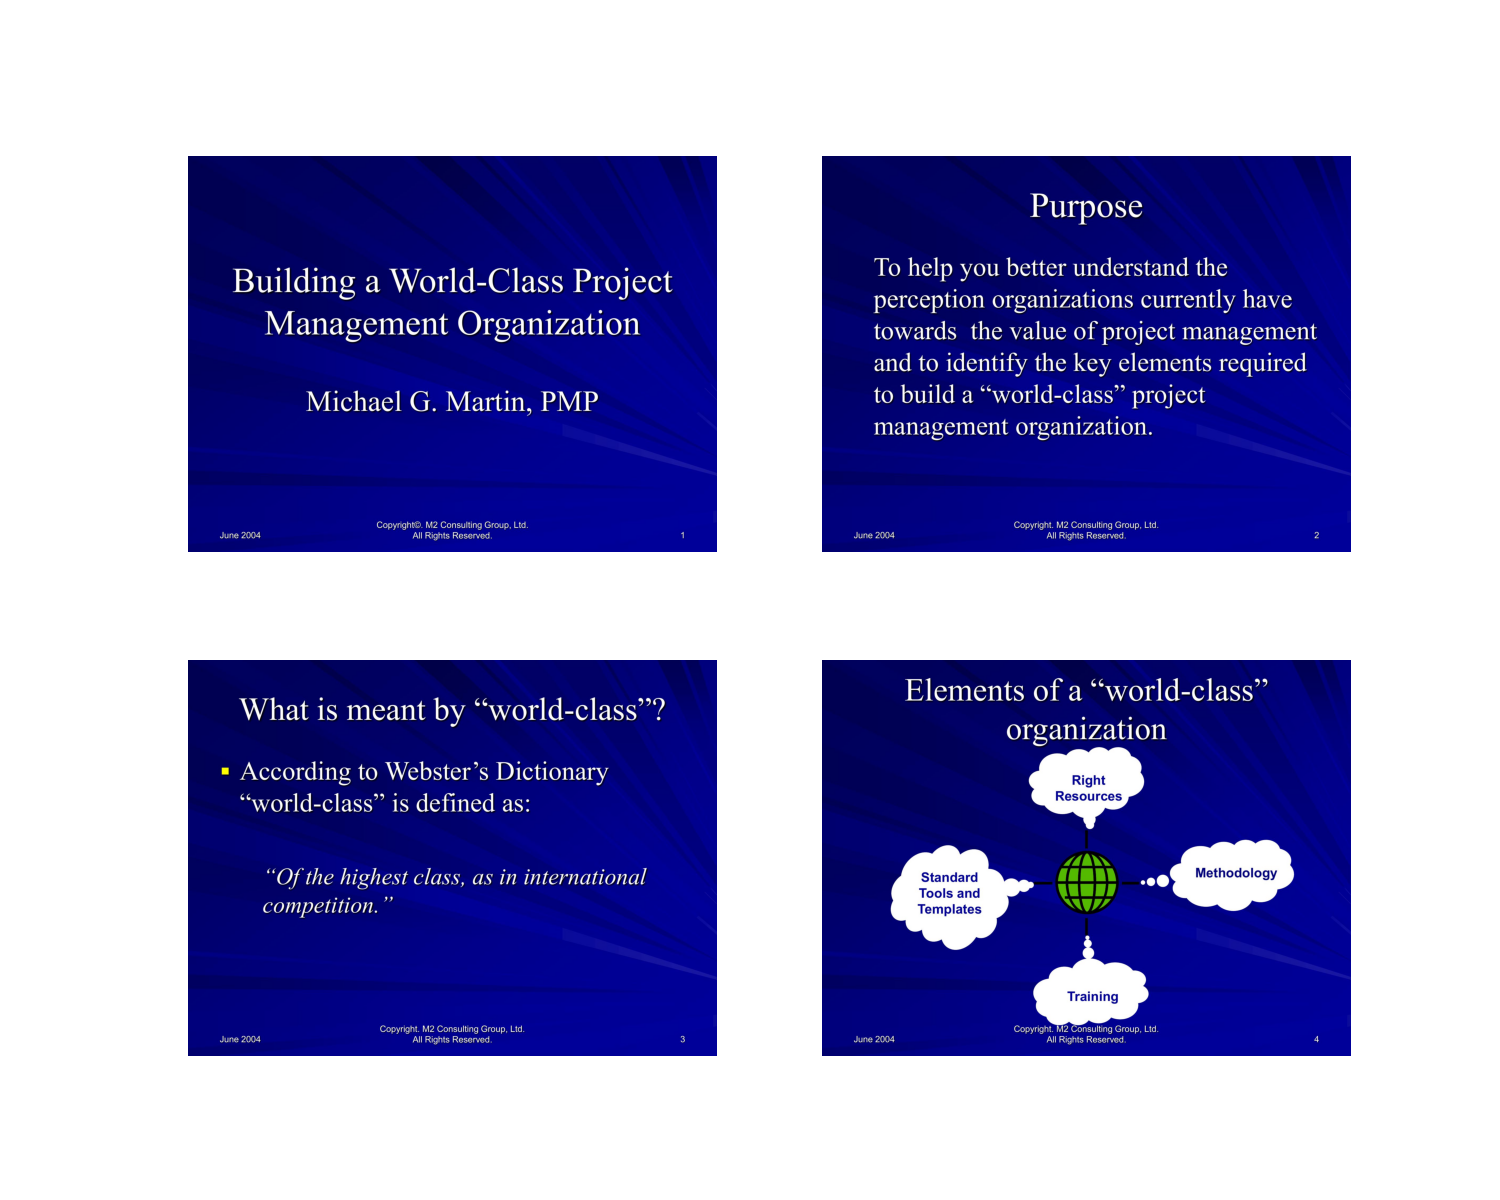 Building a World-Class Project
Management Organization
Michael G. Martin, PMP
June 2004
Copyright©. M2 Consulting Group, Ltd.
All Rights Reserved.
1
Purpose
To help you better understand the
perception organizations currently have
towards  the value of project management
and to identify the key elements required
to build a “world-class” project
management organization.
June 2004
Copyright. M2 Consulting Group, Ltd.
All Rights Reserved.
2
What is meant by “world-class”?
According to Webster’s Dictionary
“world-class” is defined as:
“Of the highest class, as in international
competition.”
June 2004
Copyright. M2 Consulting Group, Ltd.
All Rights Reserved.
3
Elements of a “world-class”
organization
Right
Resources
Standard
Tools and
Templates
Methodology
Training
June 2004
Copyright. M2 Consulting Group, Ltd.
All Rights Reserved.
4